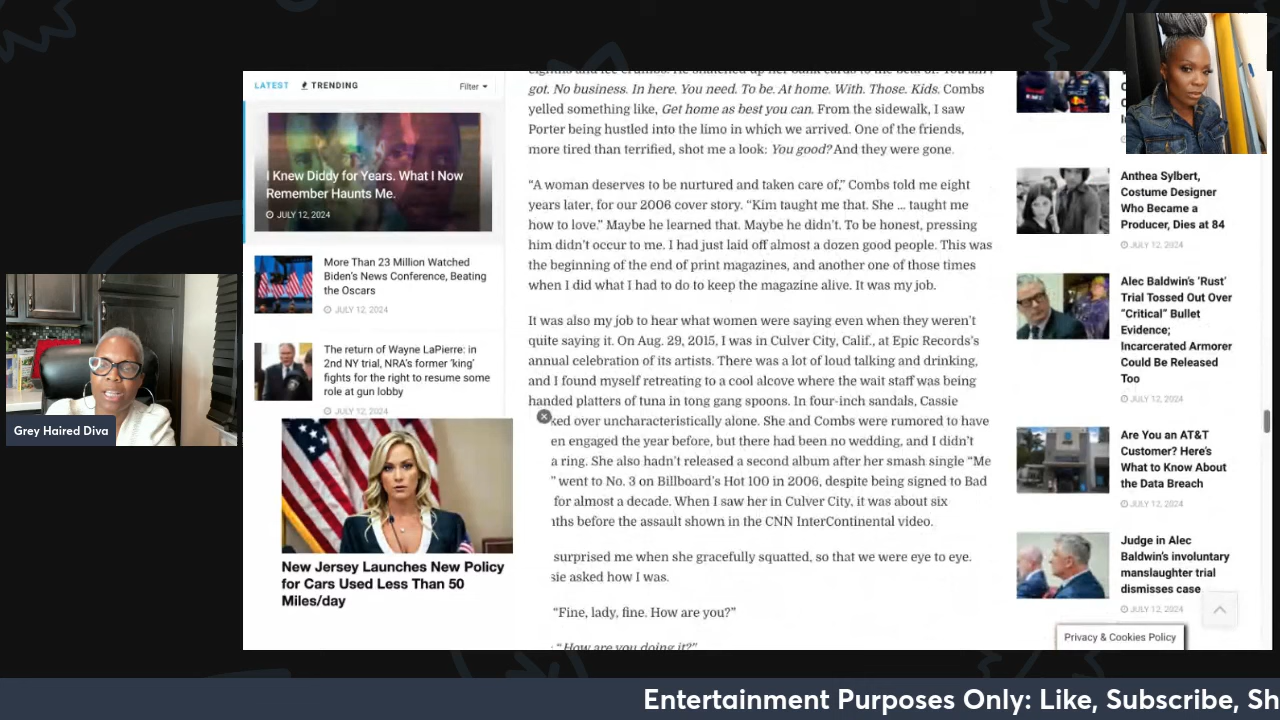 LATEST
TRENDING
Filter
I Knew Diddy for Years. What I Now
Remember Haunts Me.
JULY 12, 2024
More Than 23 Million Watched
Biden's News Conference, Beating
the Oscars
JULY 12, 2024
The return of Wayne LaPierre: in
2nd NY trial, NRA's former 'king'
fights for the right to resume some
role at gun lobby
JULY 12, 2024
New Jersey Launches New Policy
for Cars Used Less Than 50
Miles/day
Grey Haired Diva
got. No business. In here. You need. To be. At home. With. Those. Kids. Combs
yelled something like, Get home as best you can. From the sidewalk, I saw
Porter being hustled into the limo in which we arrived. One of the friends,
more tired than terrified, shot me a look: You good? And they were gone.
“A woman deserves to be nurtured and taken care of,” Combs told me eight
years later, for our 2006 cover story. “Kim taught me that. She ... taught me
how to love.” Maybe he learned that. Maybe he didn't. To be honest, pressing
him didn't occur to me. I had just laid off almost a dozen good people. This was
the beginning of the end of print magazines, and another one of those times
when I did what I had to do to keep the magazine alive. It was my job.
It was also my job to hear what women were saying even when they weren't
quite saying it. On Aug. 29, 2015, I was in Culver City, Calif., at Epic Records's
annual celebration of its artists. There was a lot of loud talking and drinking,
and I found myself retreating to a cool alcove where the wait staff was being
handed platters of tuna in tong gang spoons. In four-inch sandals, Cassie
ked over uncharacteristically alone. She and Combs were rumored to have
en engaged the year before, but there had been no wedding, and I didn't
a ring. She also hadn't released a second album after her smash single “Me
” went to No. 3 on Billboard's Hot 100 in 2006, despite being signed to Bad
for almost a decade. When I saw her in Culver City, it was about six
ths before the assault shown in the CNN InterContinental video.
surprised me when she gracefully squatted, so that we were eye to eye.
sie asked how I was.
“Fine, lady, fine. How are you?”
“How are you doing it?”
Anthea Sylbert,
Costume Designer
Who Became a
Producer, Dies at 84
JULY 12, 2024
Alec Baldwin's 'Rust'
Trial Tossed Out Over
“Critical” Bullet
Evidence;
Incarcerated Armorer
Could Be Released
Too
JULY 12, 2024
Are You an AT&T
Customer? Here's
What to Know About
the Data Breach
JULY 12, 2024
Judge in Alec
Baldwin's involuntary
manslaughter trial
dismisses case
JULY 12, 2024
Privacy & Cookies Policy
Entertainment Purposes Only: Like, Subscribe, Sh